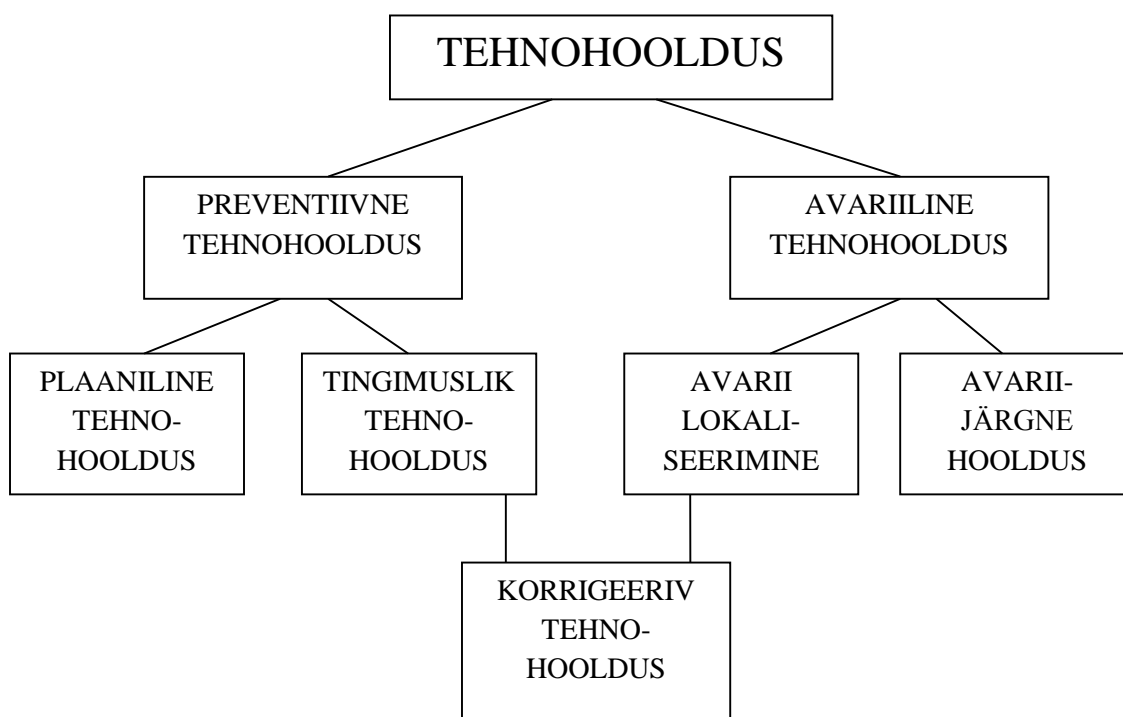 TEHNOHOOLDUS
PREVENTIIVNE
TEHNOHOOLDUS
AVARIILINE
TEHNOHOOLDUS
PLAANILINE
TEHNO-
HOOLDUS
TINGIMUSLIK
TEHNO-
HOOLDUS
AVARII
LOKALI-
SEERIMINE
AVARII-
JÄRGNE
HOOLDUS
KORRIGEERIV
TEHNO-
HOOLDUS